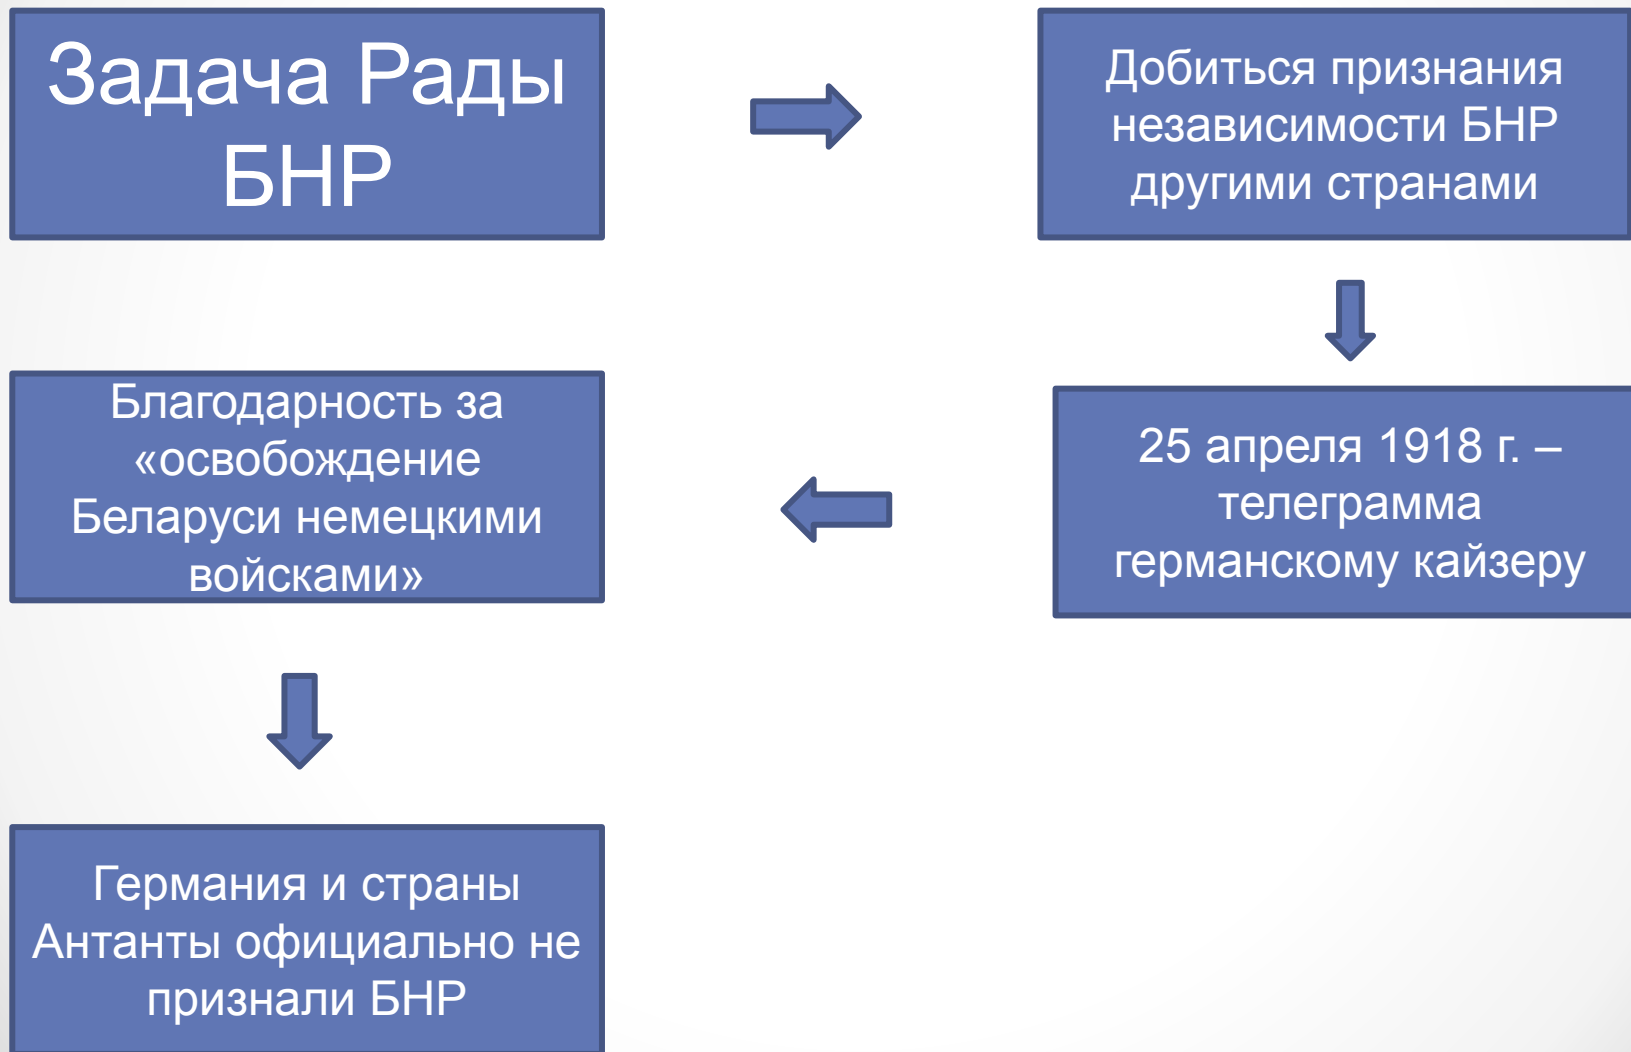 Задача Рады
БНР
Добиться признания
независимости БНР
другими странами
25 апреля 1918 г. –
телеграмма
германскому кайзеру
Благодарность за
«освобождение
Беларуси немецкими
войсками»
Германия и страны
Антанты официально не
признали БНР